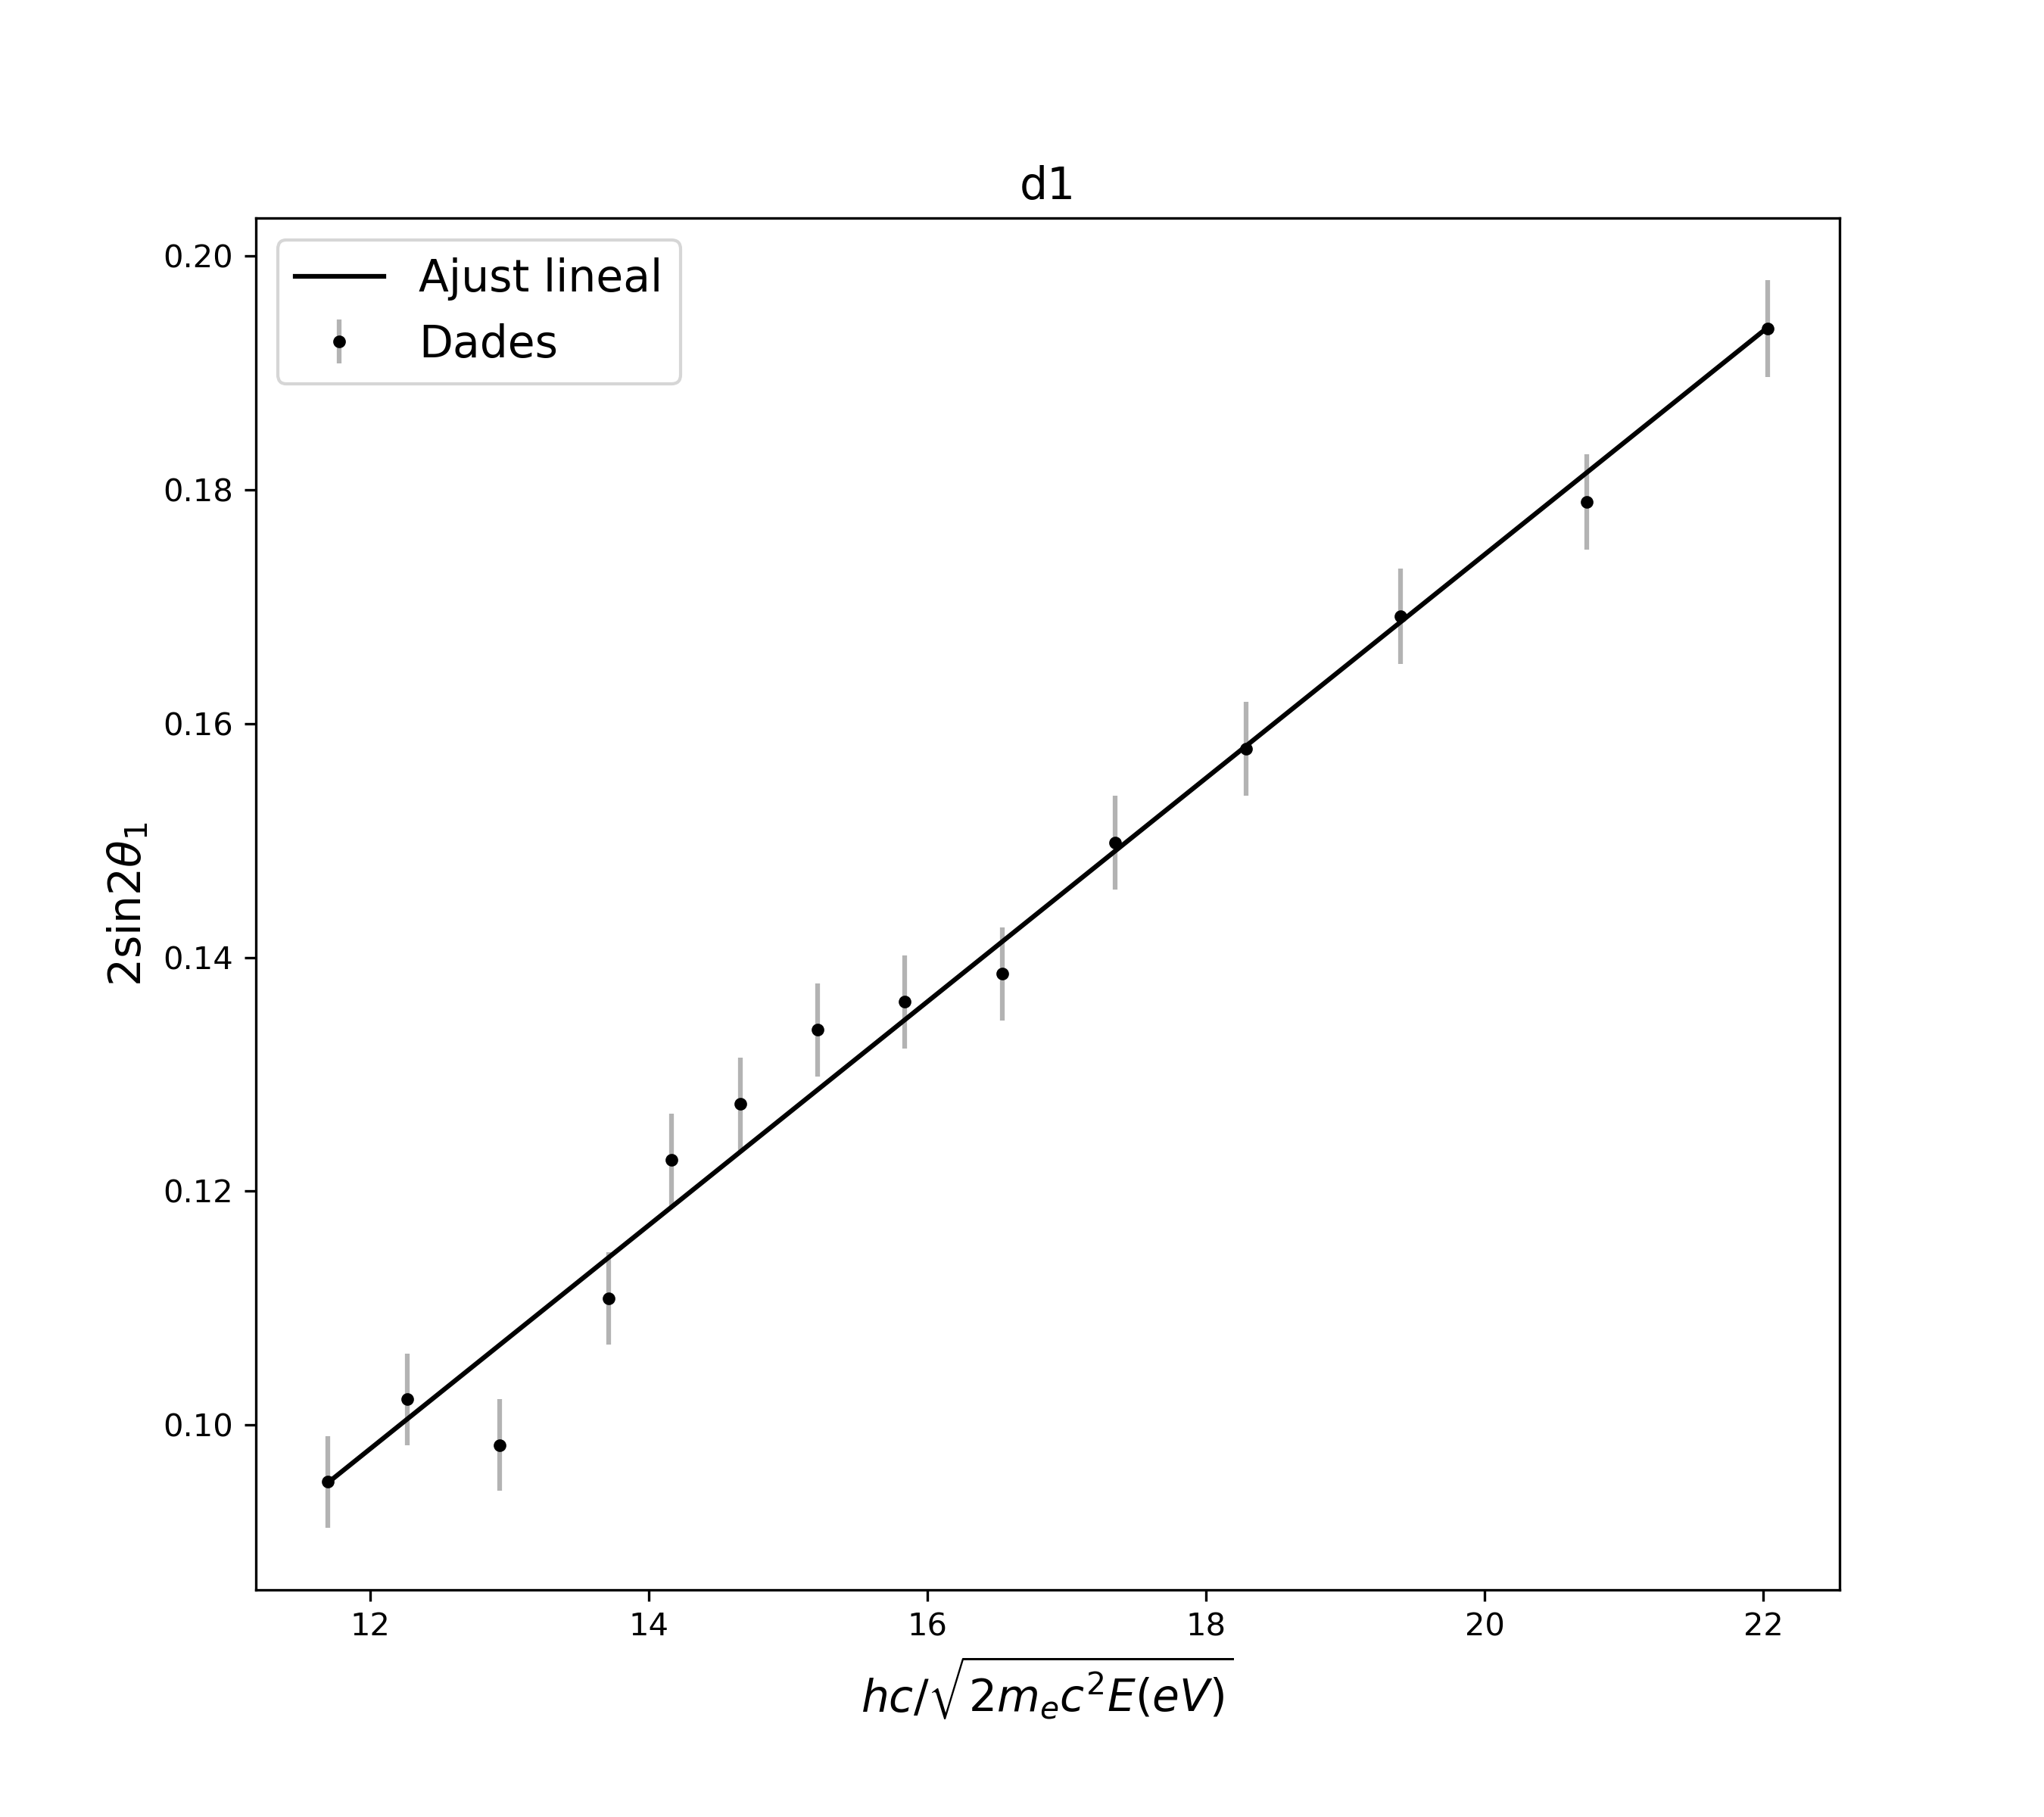 d1
Ajust lineal
Dades
0.20
0.18
0.16
0.14
0.12
0.10
2sin2θ₁
12 14 16 18 20 22
hc/√2mₑc²E(eV)